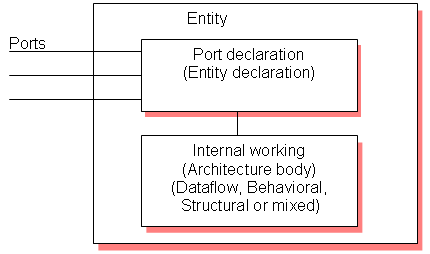 Entity
Ports
Port declaration
(Entity declaration)
Internal working
(Architecture body)
(Dataflow, Behavioral,
Structural or mixed)